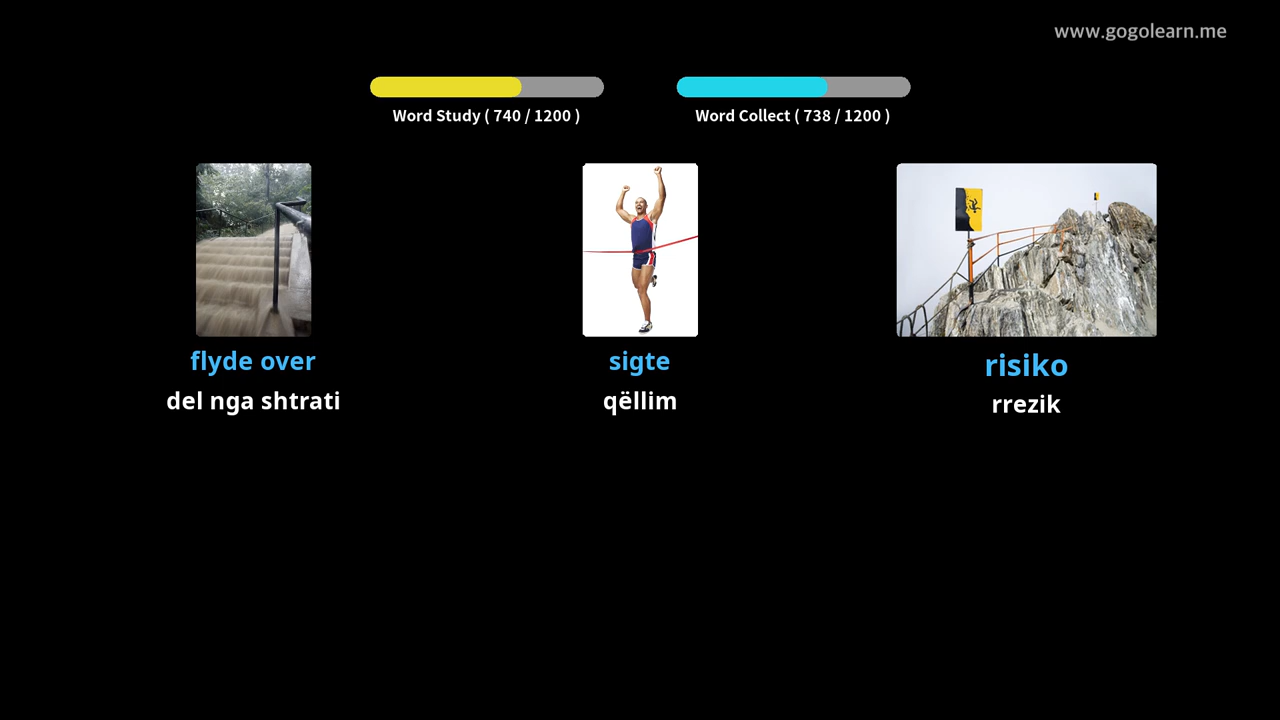 www.gogolearn.me
Word Study ( 740 / 1200 )
Word Collect ( 738 / 1200 )
flyde over
del nga shtrati
sigte
qëllim
risiko
rrezik